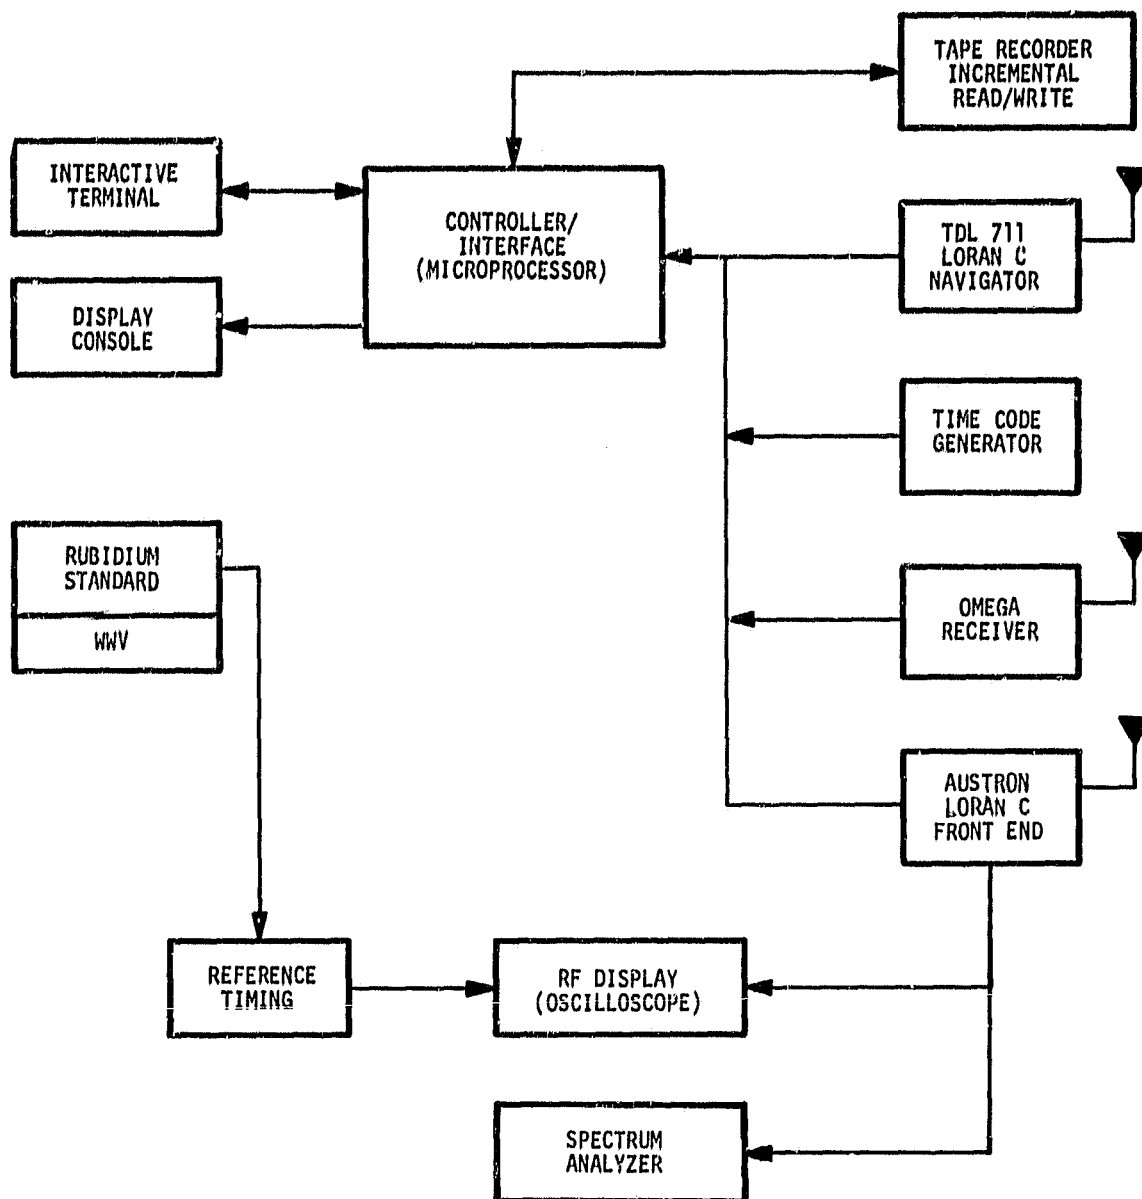 TAPE RECORDER
INCREMENTAL
READ/WRITE
INTERACTIVE
TERMINAL
CONTROLLER/
INTERFACE
(MICROPROCESSOR)
TDL 711
LORAN C
NAVIGATOR
DISPLAY
CONSOLE
TIME CODE
GENERATOR
RUBIDIUM
STANDARD
WWV
OMEGA
RECEIVER
AUSTRON
LORAN C
FRONT END
REFERENCE
TIMING
RF DISPLAY
(OSCILLOSCOPE)
SPECTRUM
ANALYZER